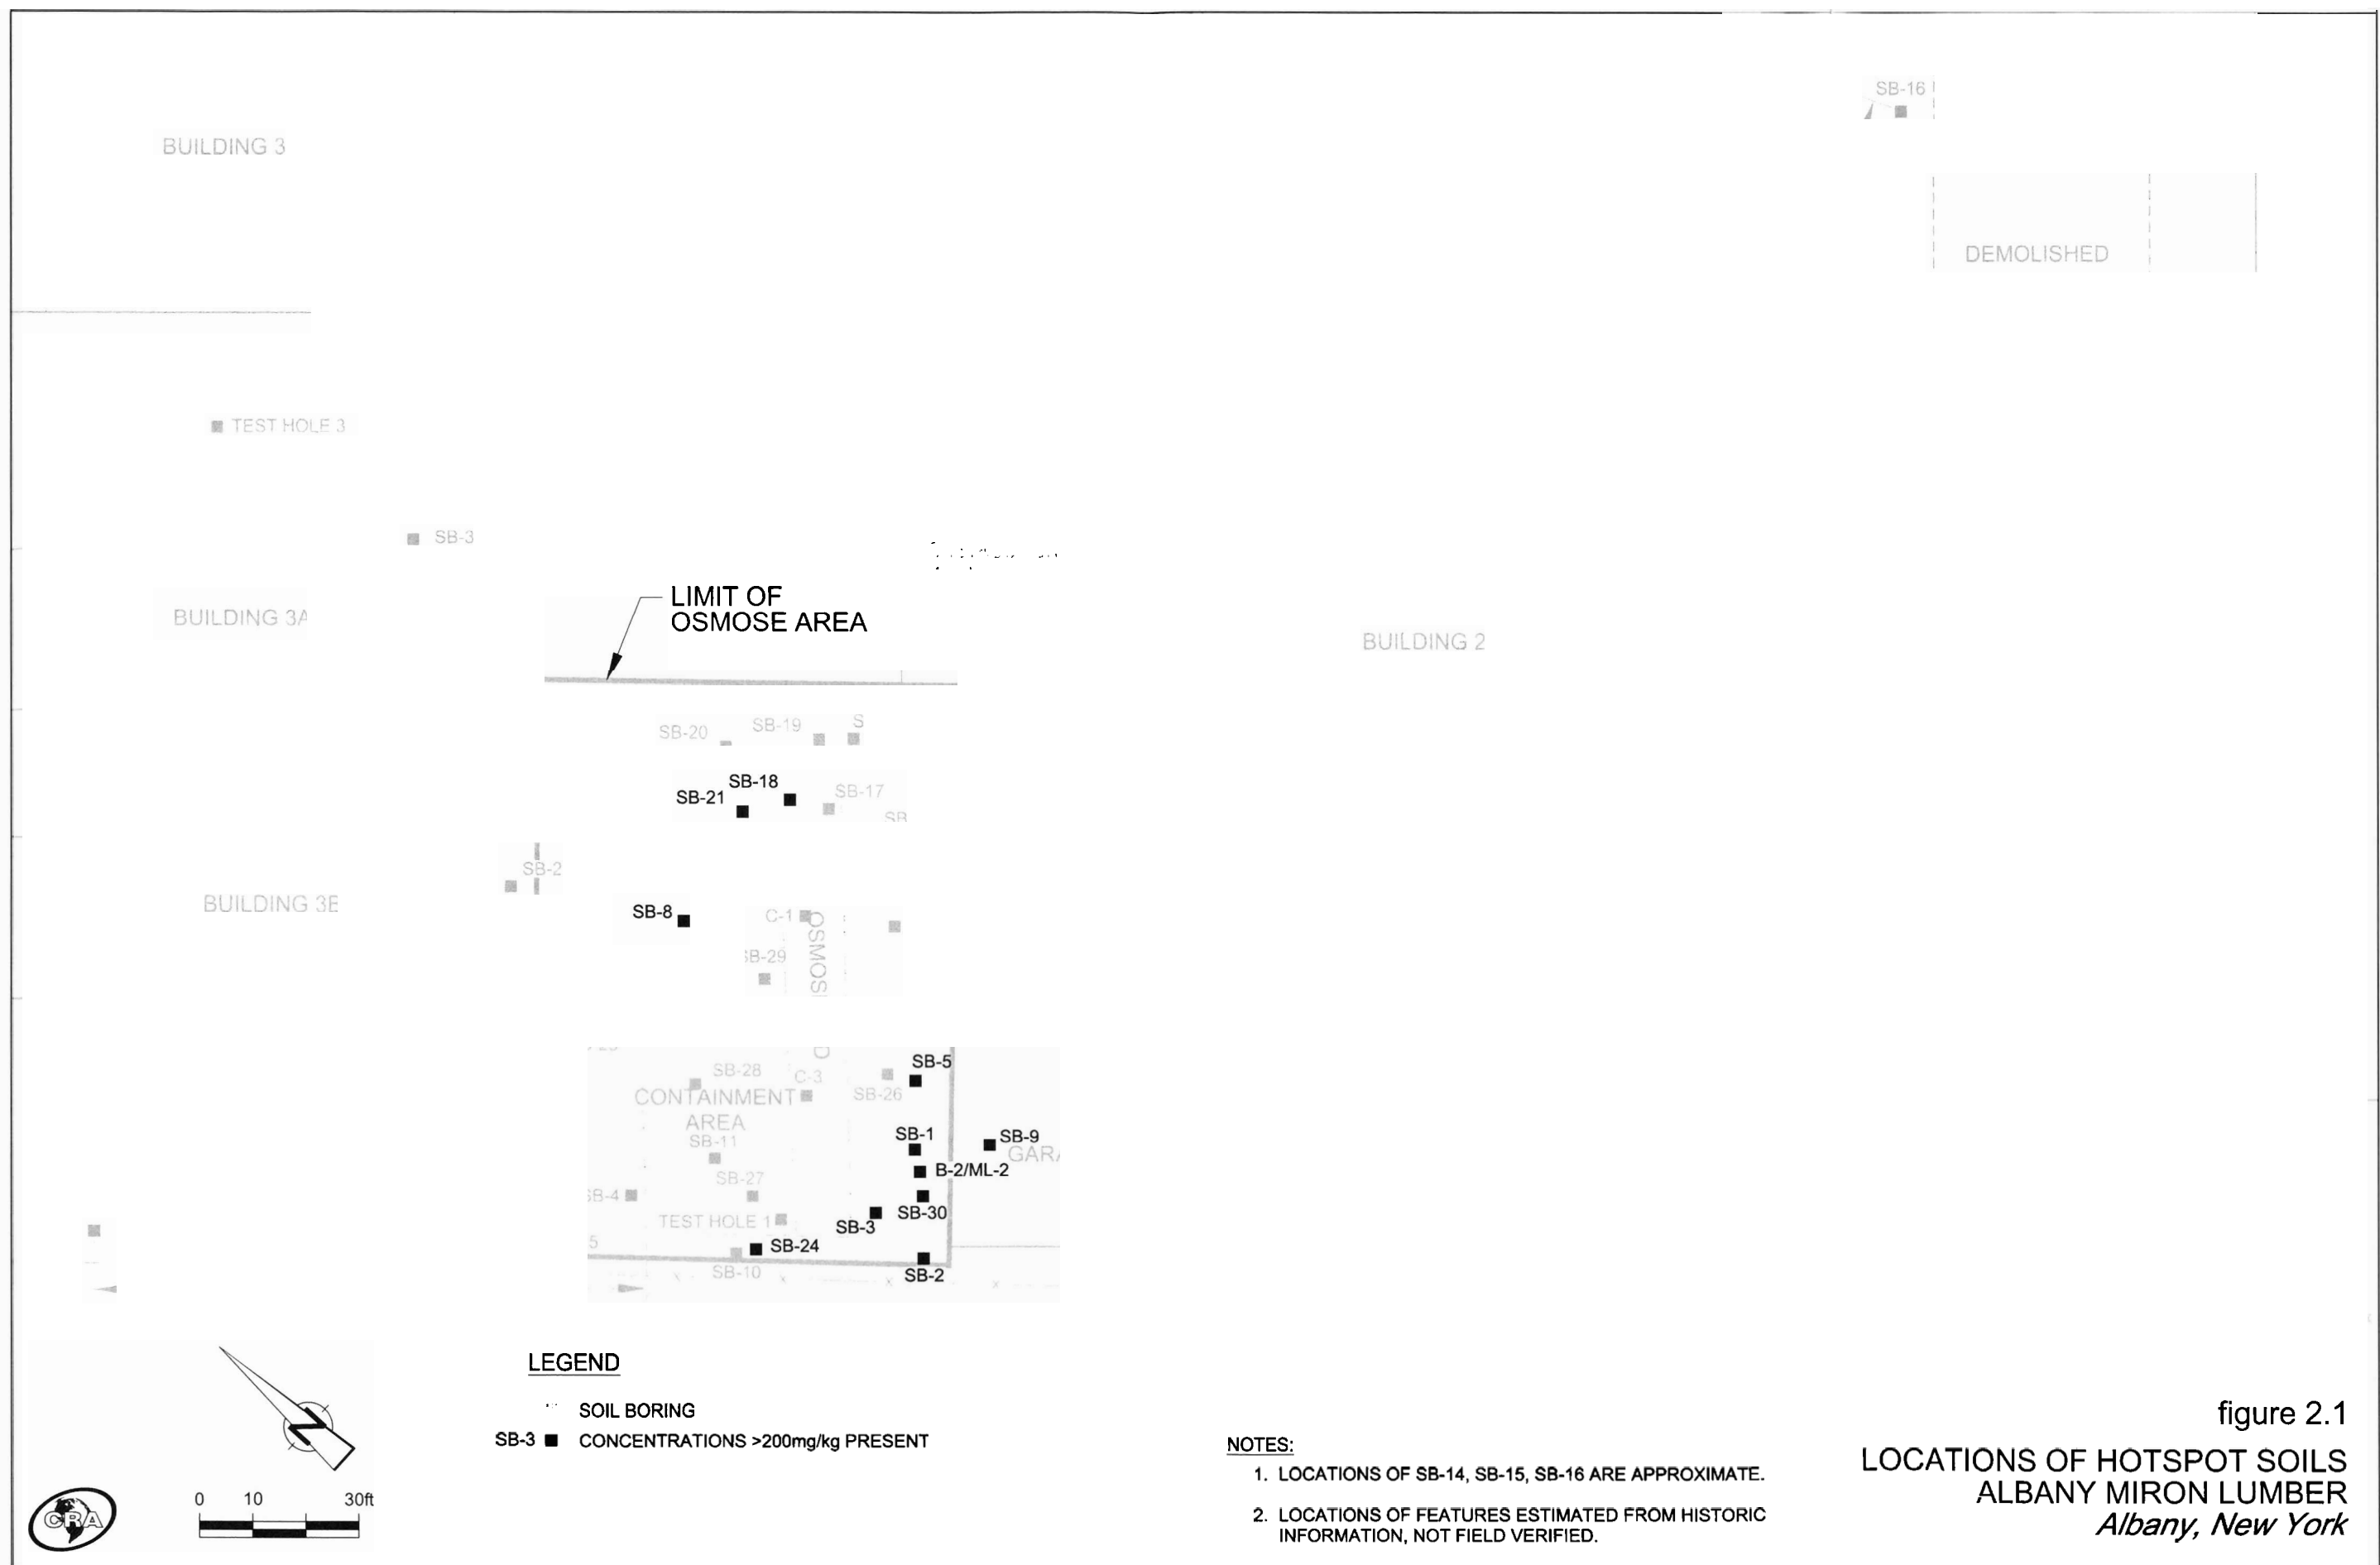 SB-16
BUILDING 3
DEMOLISHED
TEST HOLE 3
SB-3
LIMIT OF
OSMOSE AREA
BUILDING 3A
BUILDING 2
SB-20
SB-19
S
SB-18
SB-21
SB-17
SB
SB-2
BUILDING 3E
SB-8
C-1
OSMOS
SB-29
SB-5
SB-28
C-3
CONTAINMENT
AREA
SB-26
SB-11
SB-1
SB-9
GARA
B-2/ML-2
SB-27
SB-4
SB-30
TEST HOLE 1
SB-3
5
SB-24
SB-10
SB-2
LEGEND
SOIL BORING
SB-3 CONCENTRATIONS >200mg/kg PRESENT
0 10 30ft
CRA
NOTES:
1. LOCATIONS OF SB-14, SB-15, SB-16 ARE APPROXIMATE.
2. LOCATIONS OF FEATURES ESTIMATED FROM HISTORIC
INFORMATION, NOT FIELD VERIFIED.
figure 2.1
LOCATIONS OF HOTSPOT SOILS
ALBANY MIRON LUMBER
Albany, New York